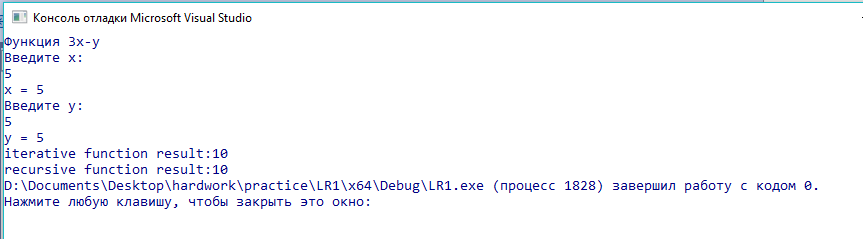 Консоль отладки Microsoft Visual Studio
Функция 3x-y
Введите x:
5
x = 5
Введите y:
5
y = 5
iterative function result:10
recursive function result:10
D:\Documents\Desktop\hardwork\practice\LR1\x64\Debug\LR1.exe (процесс 1828) завершил работу с кодом 0.
Нажмите любую клавишу, чтобы закрыть это окно: